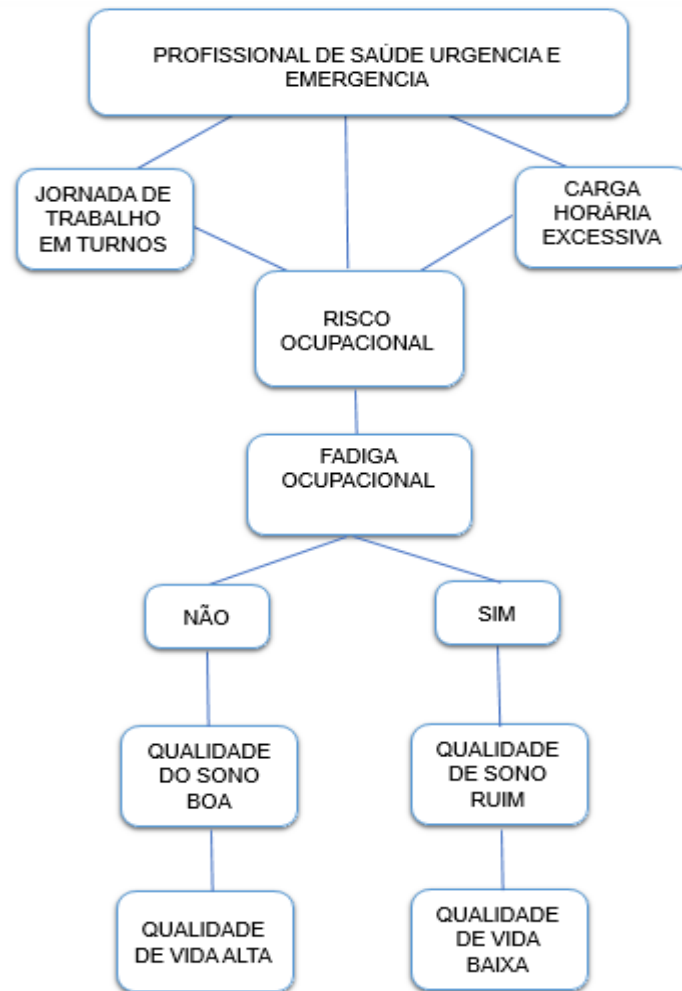 PROFISSIONAL DE SAÚDE URGENCIA E
EMERGENCIA
JORNADA DE
TRABALHO
EM TURNOS
CARGA
HORÁRIA
EXCESSIVA
RISCO
OCUPACIONAL
FADIGA
OCUPACIONAL
NÃO
SIM
QUALIDADE
DO SONO
BOA
QUALIDADE
DE SONO
RUIM
QUALIDADE
DE VIDA ALTA
QUALIDADE
DE VIDA
BAIXA